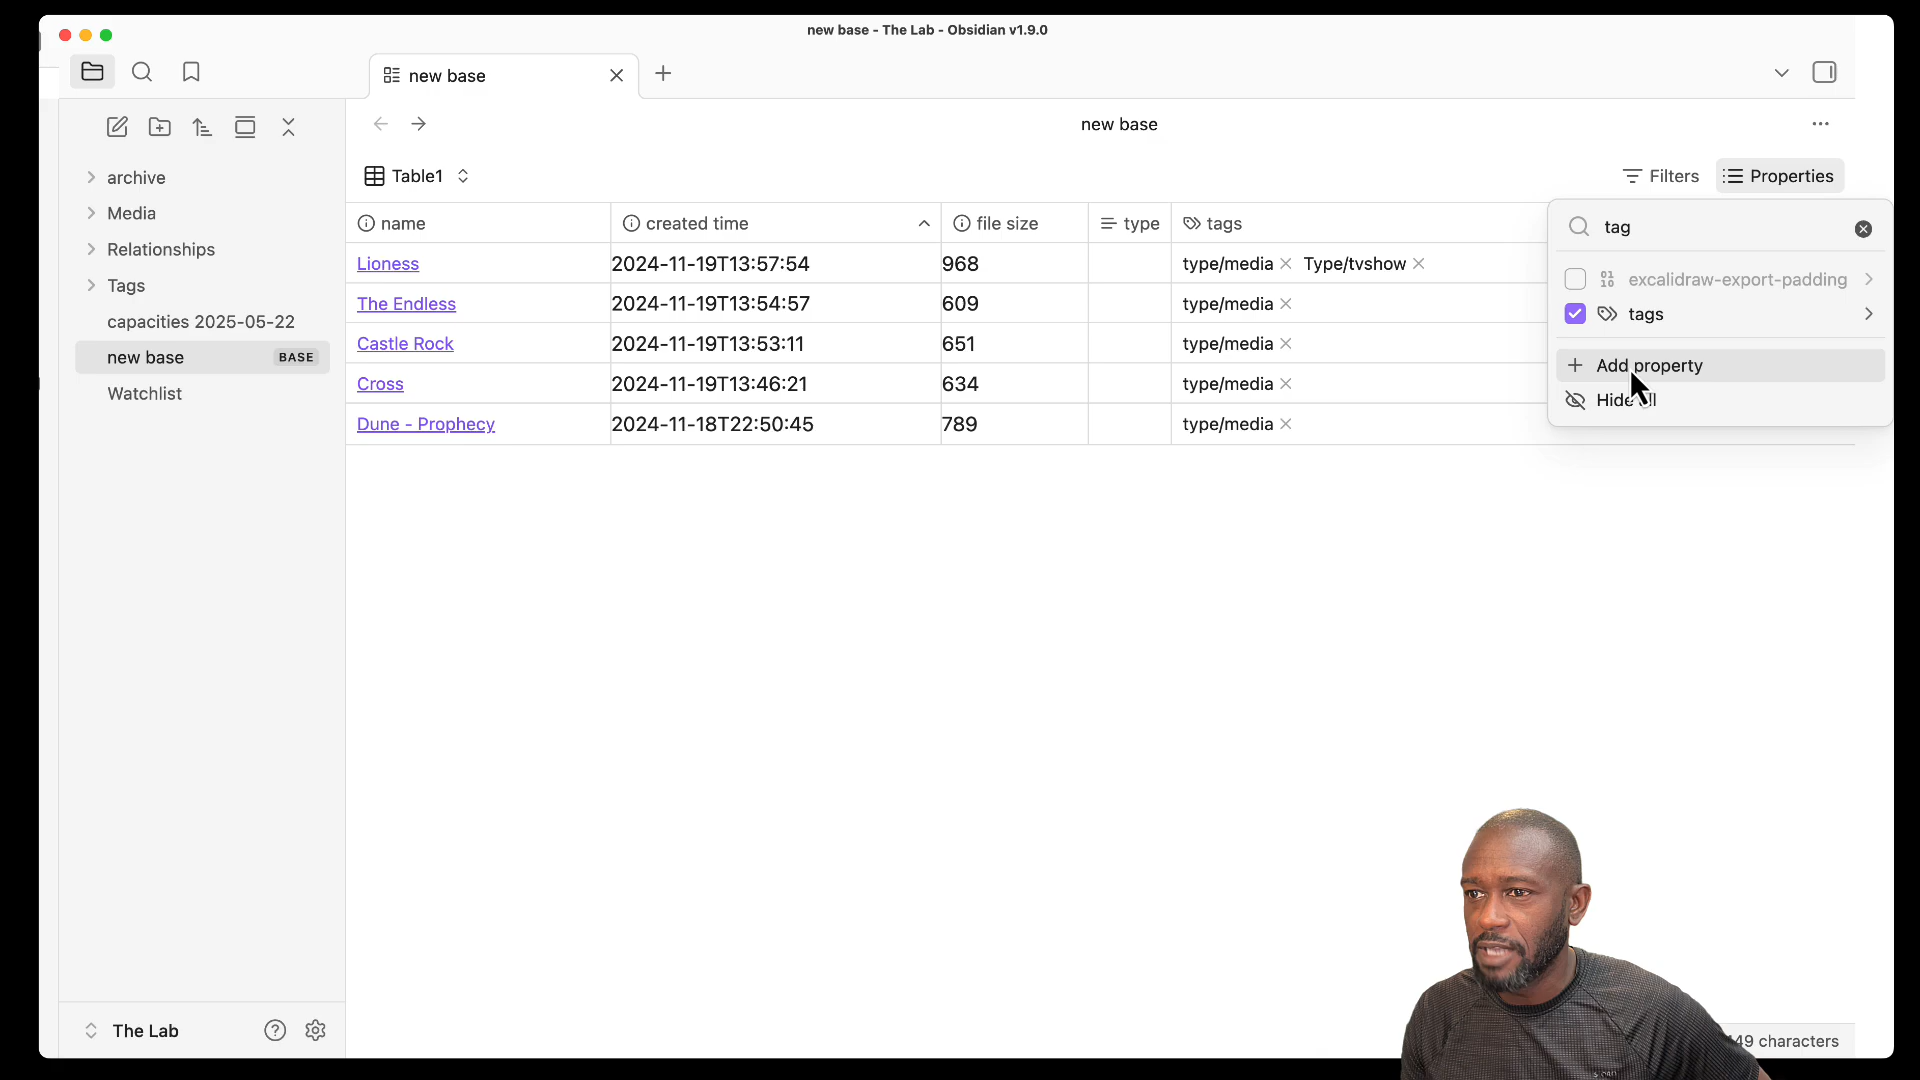 new base - The Lab - Obsidian v1.9.0
new base
new base
Table1
Filters
Properties
archive
Media
Relationships
Tags
capacities 2025-05-22
new base BASE
Watchlist
name created time file size type tags
Lioness 2024-11-19T13:57:54 968 type/media Type/tvshow
The Endless 2024-11-19T13:54:57 609 type/media
Castle Rock 2024-11-19T13:53:11 651 type/media
Cross 2024-11-19T13:46:21 634 type/media
Dune - Prophecy 2024-11-18T22:50:45 789 type/media
tag
excalidraw-export-padding
tags
Add property
Hide all
The Lab
49 characters